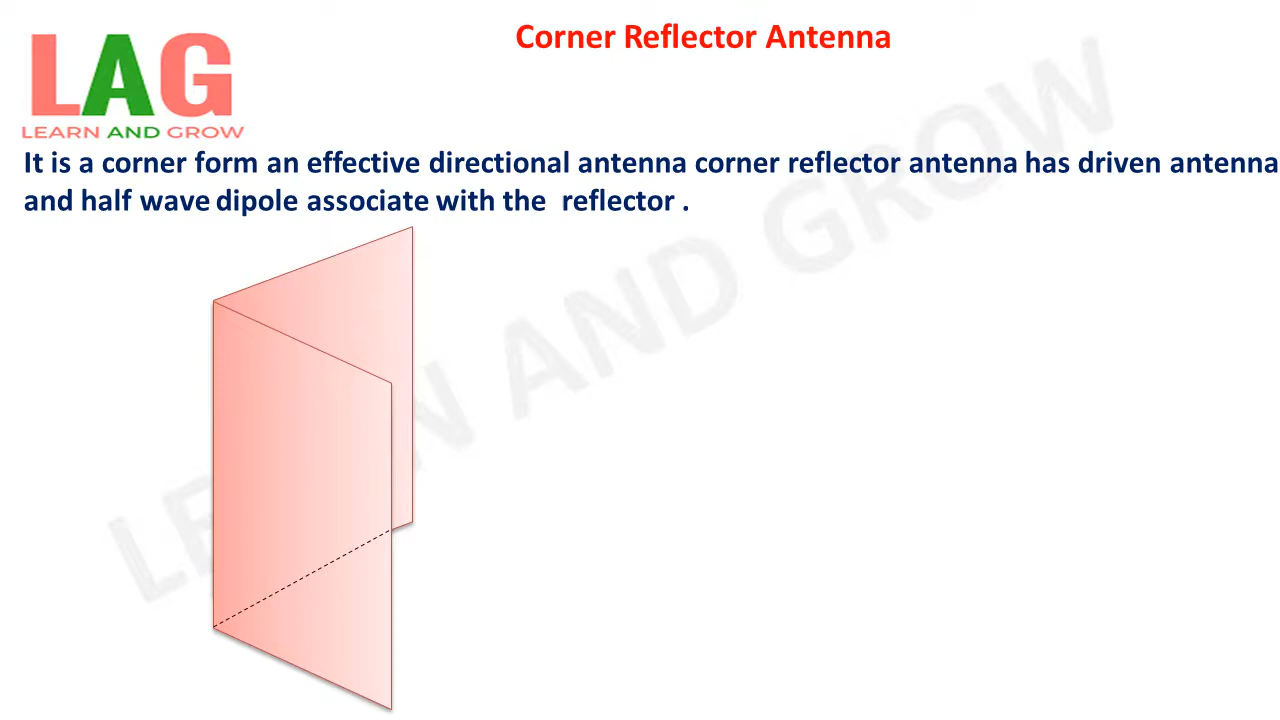 Corner Reflector Antenna
LAG
LEARN AND GROW
It is a corner form an effective directional antenna corner reflector antenna has driven antenna
and half wave dipole associate with the reflector .
LEARN AND GROW